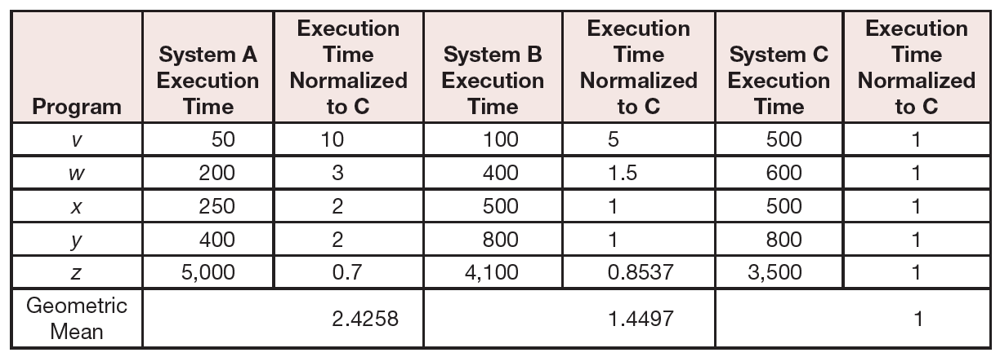 Program
System A
Execution
Time
Execution
Time
Normalized
to C
System B
Execution
Time
Execution
Time
Normalized
to C
System C
Execution
Time
Execution
Time
Normalized
to C
v 50 10 100 5 500 1
w 200 3 400 1.5 600 1
x 250 2 500 1 500 1
y 400 2 800 1 800 1
z 5,000 0.7 4,100 0.8537 3,500 1
Geometric
Mean
2.4258 1.4497 1